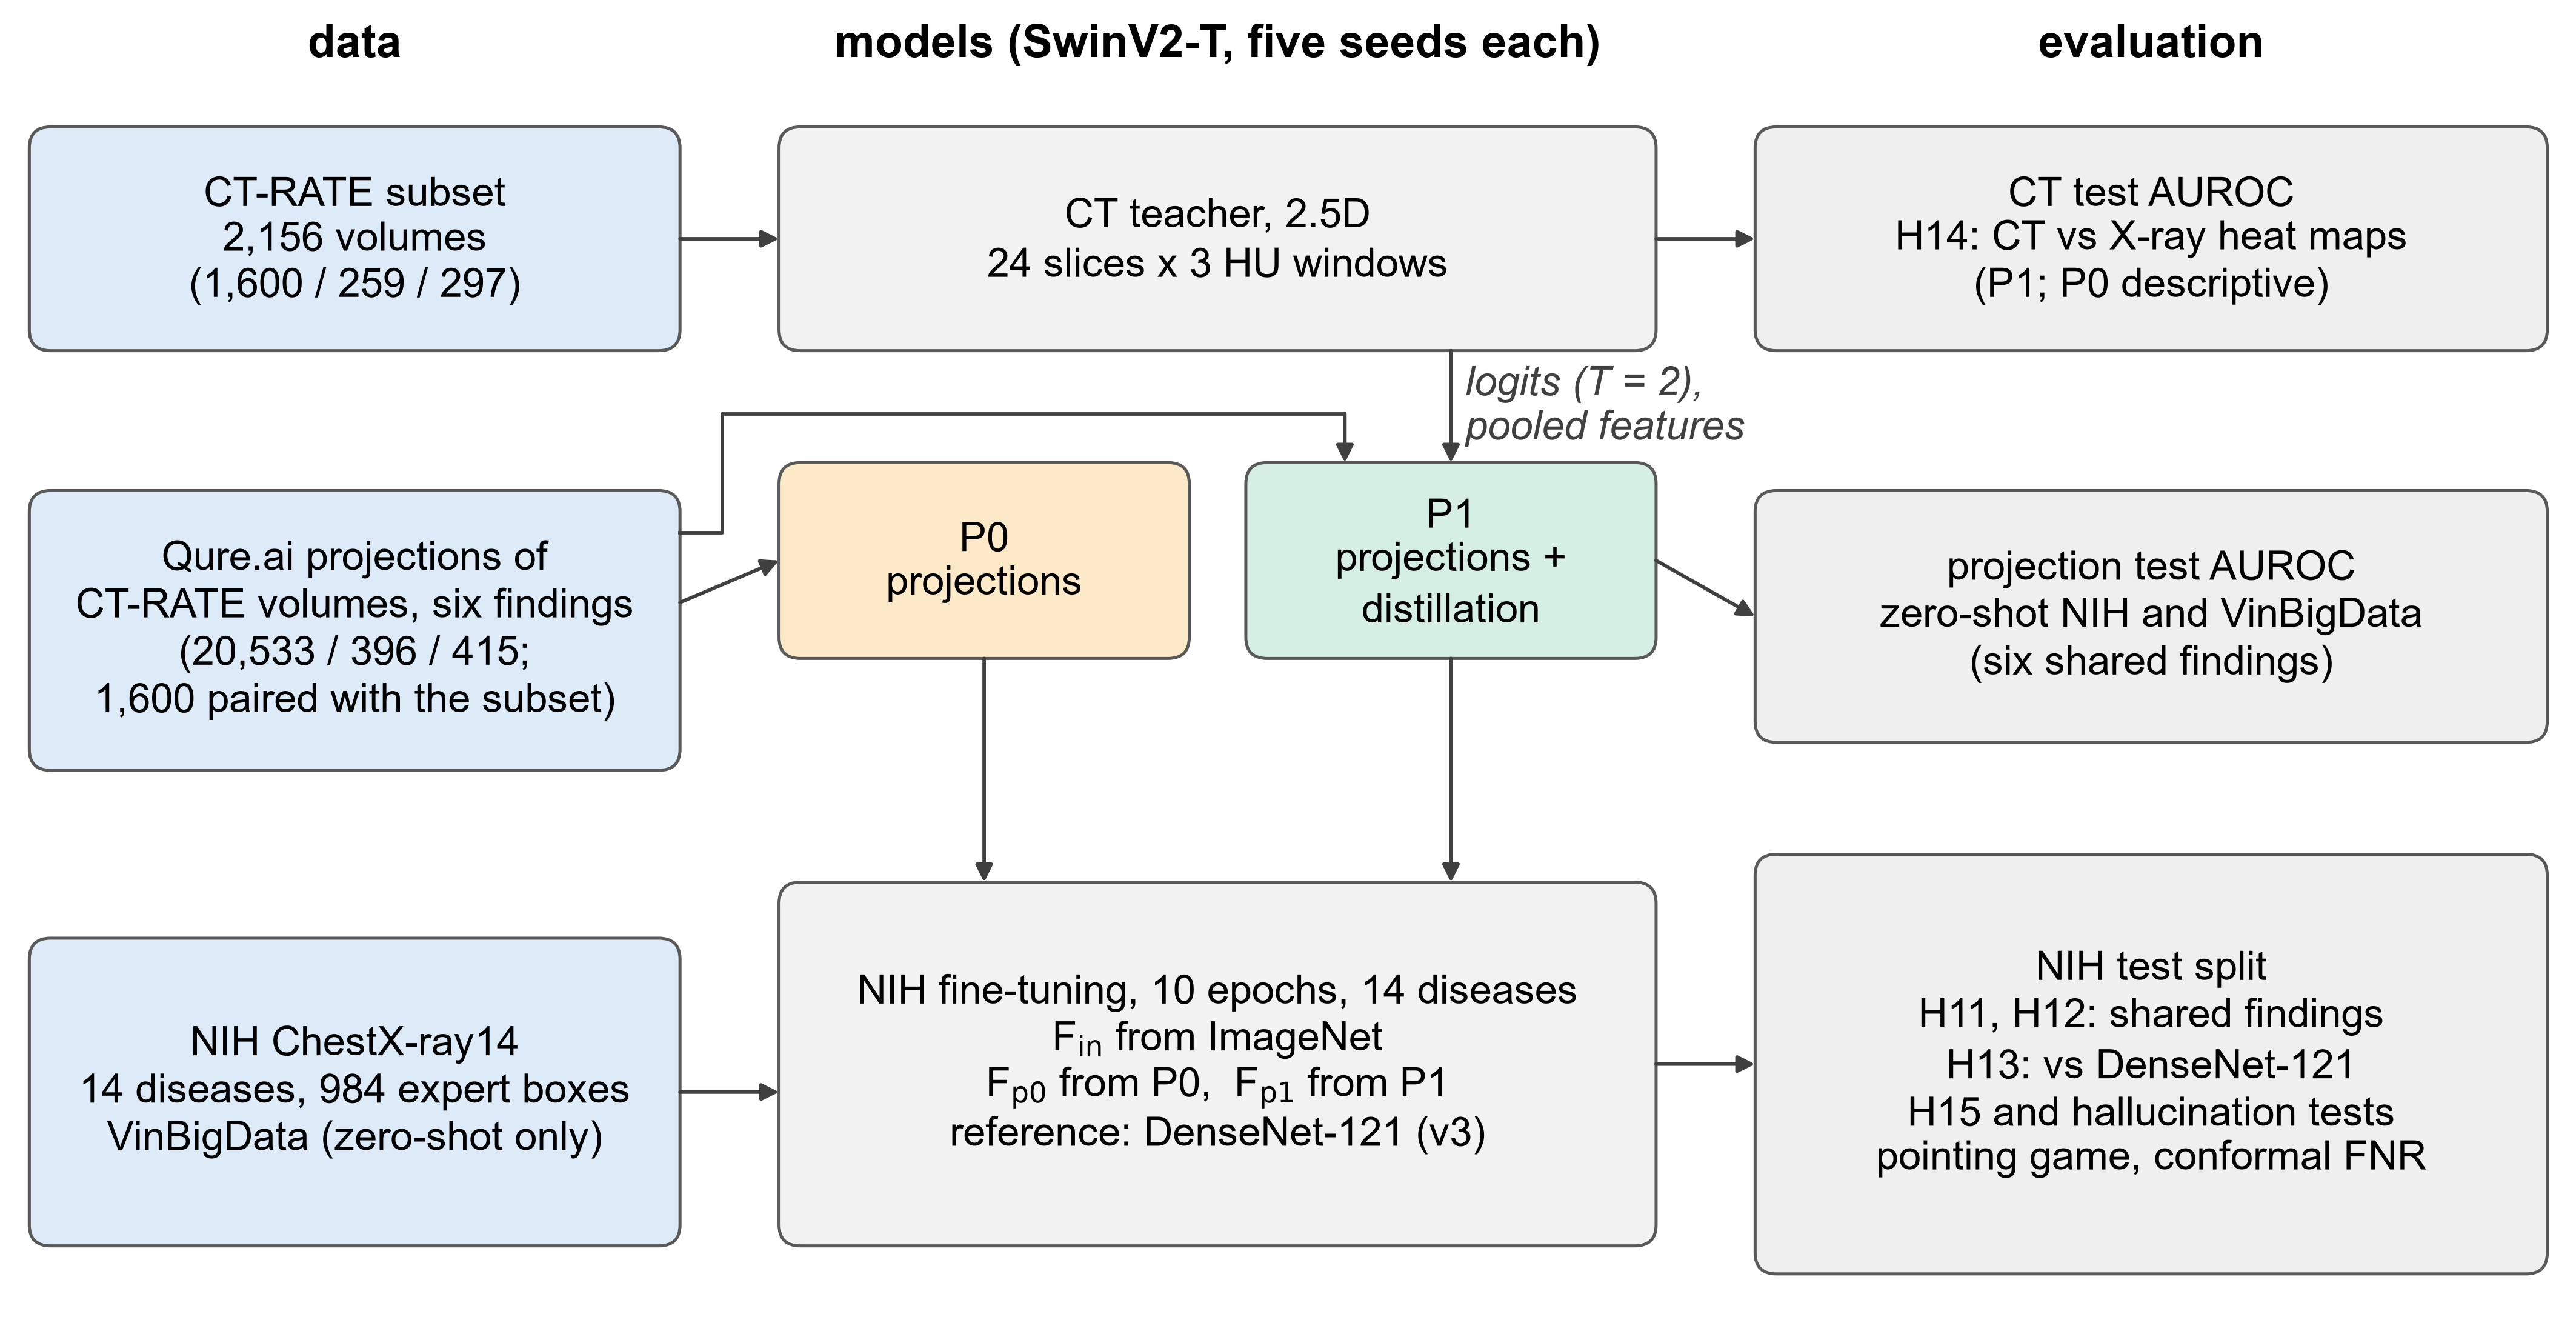 data
models (SwinV2-T, five seeds each)
evaluation
CT-RATE subset
2,156 volumes
(1,600 / 259 / 297)
CT teacher, 2.5D
24 slices x 3 HU windows
CT test AUROC
H14: CT vs X-ray heat maps
(P1; P0 descriptive)
logits (T = 2),
pooled features
Qure.ai projections of
CT-RATE volumes, six findings
(20,533 / 396 / 415;
1,600 paired with the subset)
P0
projections
P1
projections +
distillation
projection test AUROC
zero-shot NIH and VinBigData
(six shared findings)
NIH ChestX-ray14
14 diseases, 984 expert boxes
VinBigData (zero-shot only)
NIH fine-tuning, 10 epochs, 14 diseases
F_in from ImageNet
F_p0 from P0, F_p1 from P1
reference: DenseNet-121 (v3)
NIH test split
H11, H12: shared findings
H13: vs DenseNet-121
H15 and hallucination tests
pointing game, conformal FNR